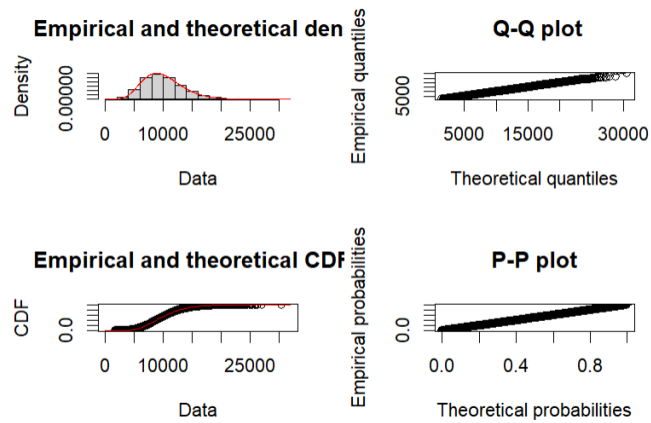 Empirical and theoretical den
Density
0.00000
0 10000 25000
Data
Q-Q plot
Empirical quantiles
5000
5000 15000 30000
Theoretical quantiles
Empirical and theoretical CDF
CDF
0.0
0 10000 25000
Data
P-P plot
Empirical probabilities
0.0
0.0 0.4 0.8
Theoretical probabilities